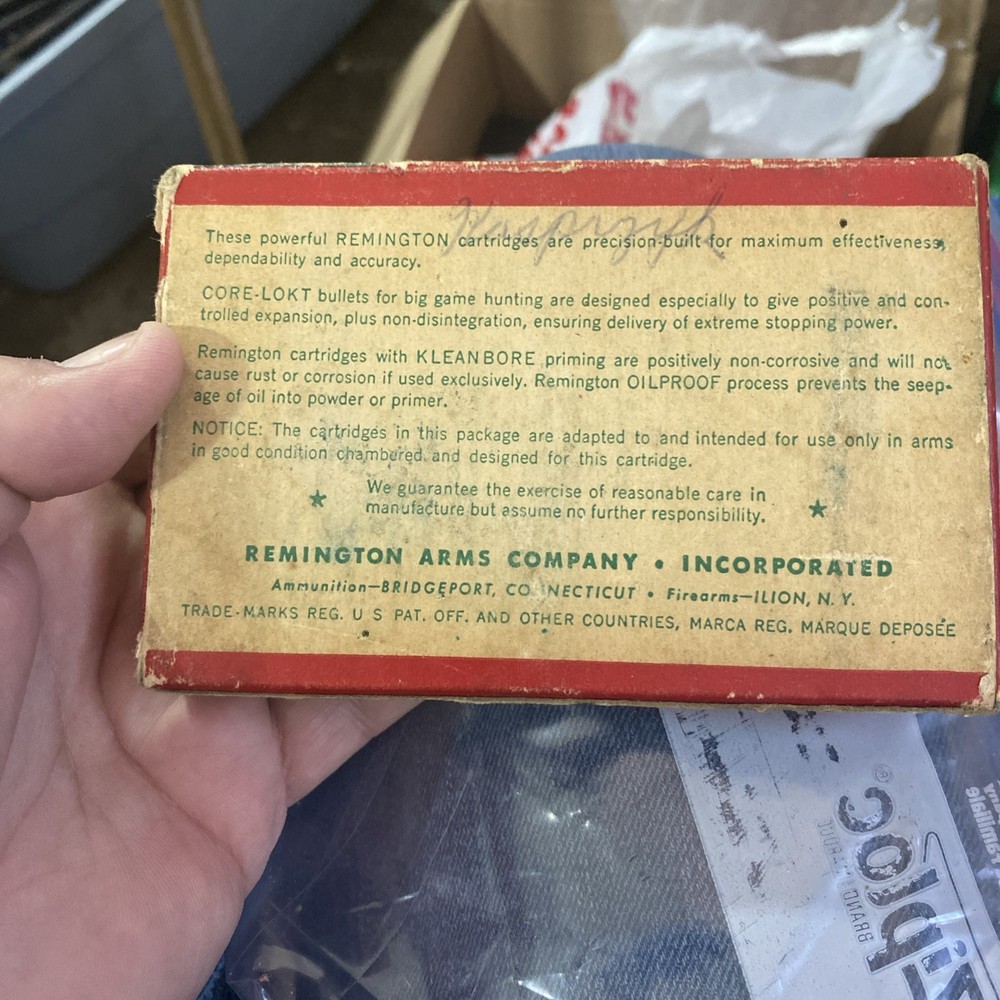 Kasprzyk
These powerful REMINGTON cartridges are precision-built for maximum effectiveness,
dependability and accuracy.
CORE-LOKT bullets for big game hunting are designed especially to give positive and con-
trolled expansion, plus non-disintegration, ensuring delivery of extreme stopping power.
Remington cartridges with KLEANBORE priming are positively non-corrosive and will not
cause rust or corrosion if used exclusively. Remington OILPROOF process prevents the seep-
age of oil into powder or primer.
NOTICE: The cartridges in this package are adapted to and intended for use only in arms
in good condition chambered and designed for this cartridge.
★ We guarantee the exercise of reasonable care in
manufacture but assume no further responsibility. ★
REMINGTON ARMS COMPANY • INCORPORATED
Ammunition—BRIDGEPORT, CO NECTICUT • Firearms—ILION, N. Y.
TRADE-MARKS REG. U S PAT. OFF. AND OTHER COUNTRIES, MARCA REG. MARQUE DEPOSÉE
Ziploc
BRAND